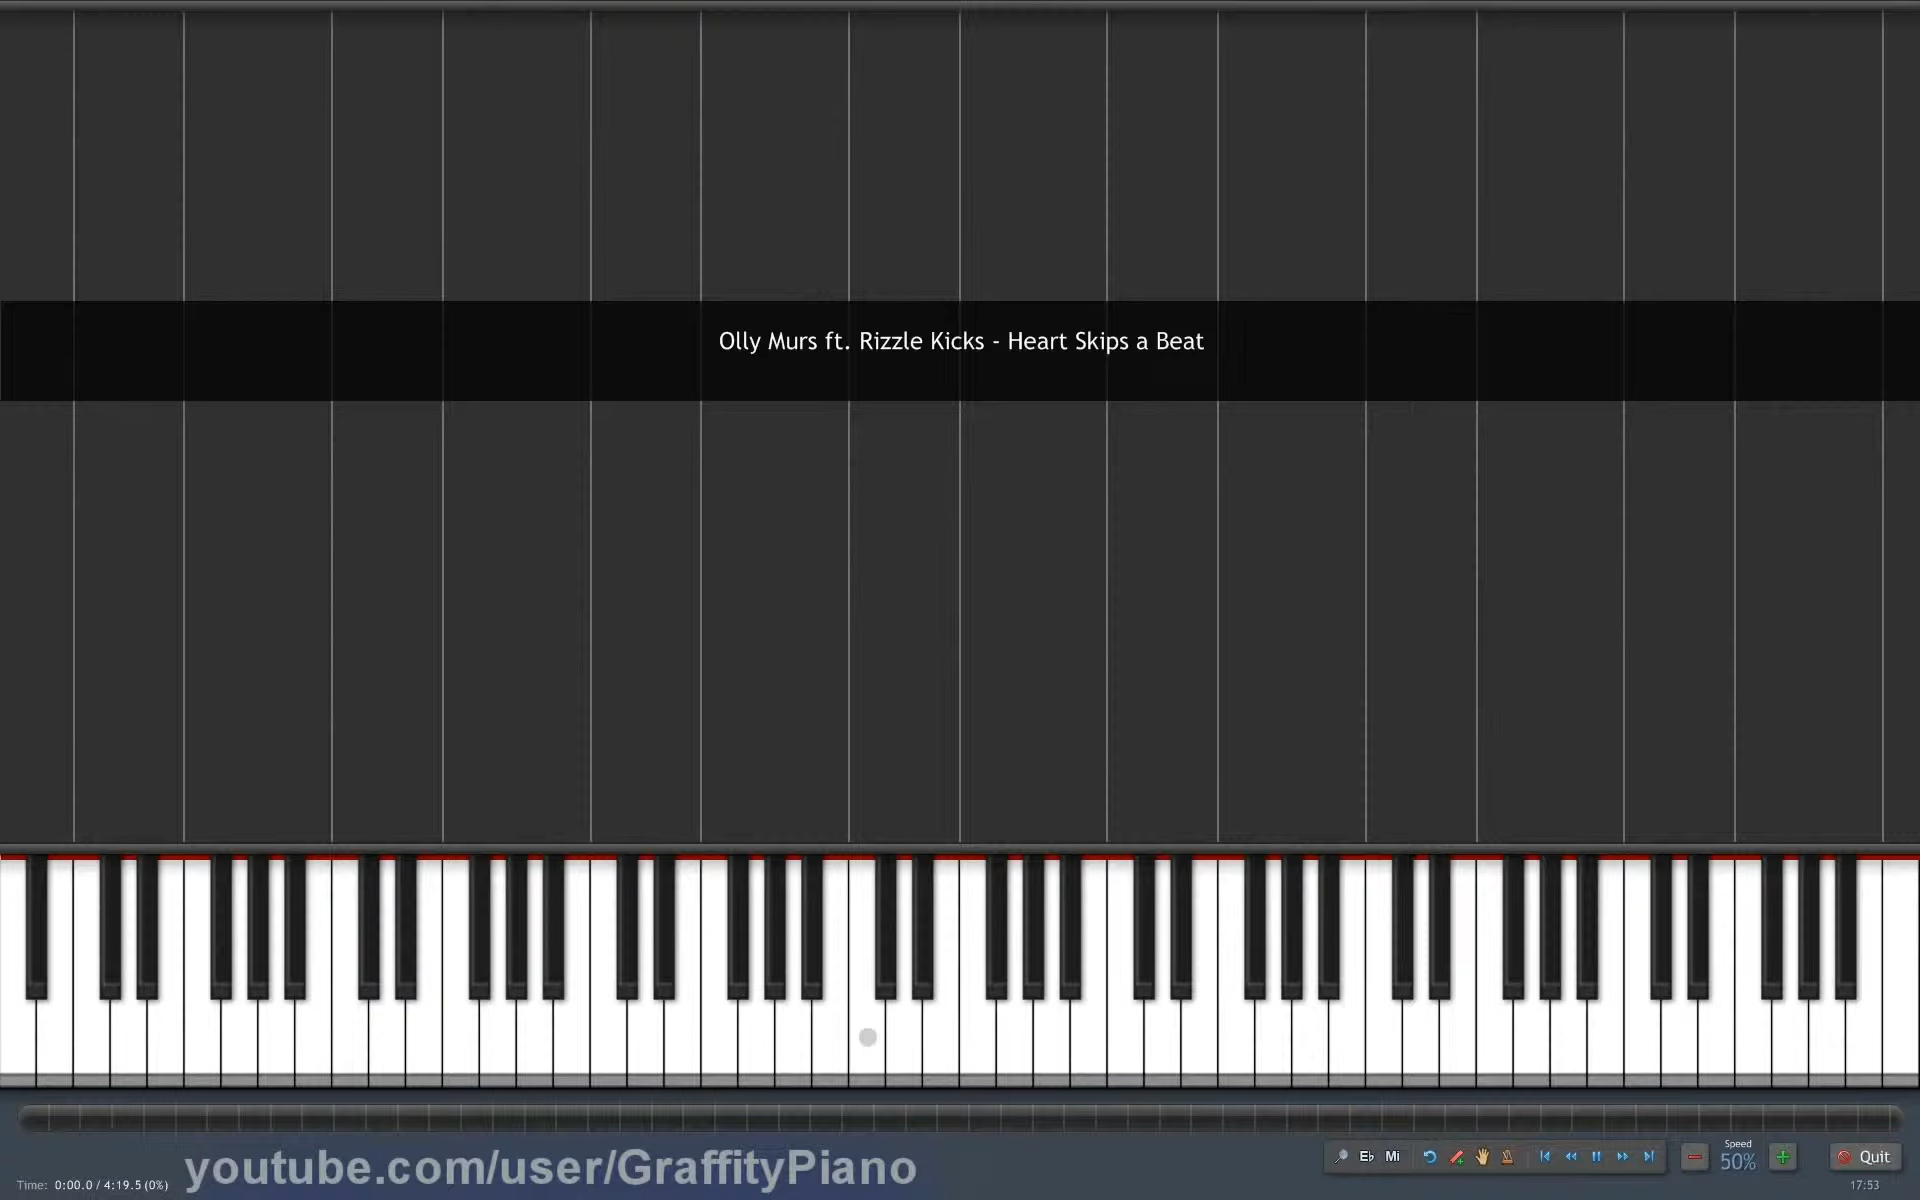 Olly Murs ft. Rizzle Kicks - Heart Skips a Beat
Speed
E♭ Mi 50% Quit
youtube.com/user/GraffityPiano
Time: 0:00.0 / 4:19.5 (0%) 17:53